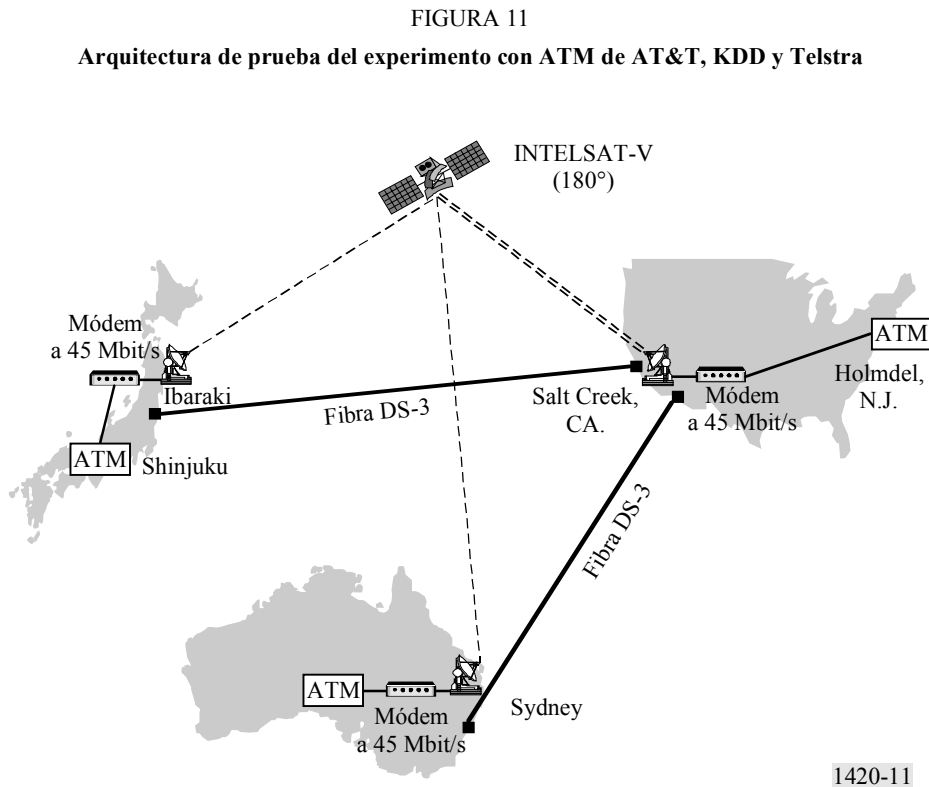 FIGURA 11
Arquitectura de prueba del experimento con ATM de AT&T, KDD y Telstra
INTELSAT-V
(180°)
Módem
a 45 Mbit/s
Ibaraki
ATM
Shinjuku
Fibra DS-3
Salt Creek,
CA.
Módem
a 45 Mbit/s
ATM
Holmdel,
N.J.
Fibra DS-3
ATM
Módem
a 45 Mbit/s
Sydney
1420-11